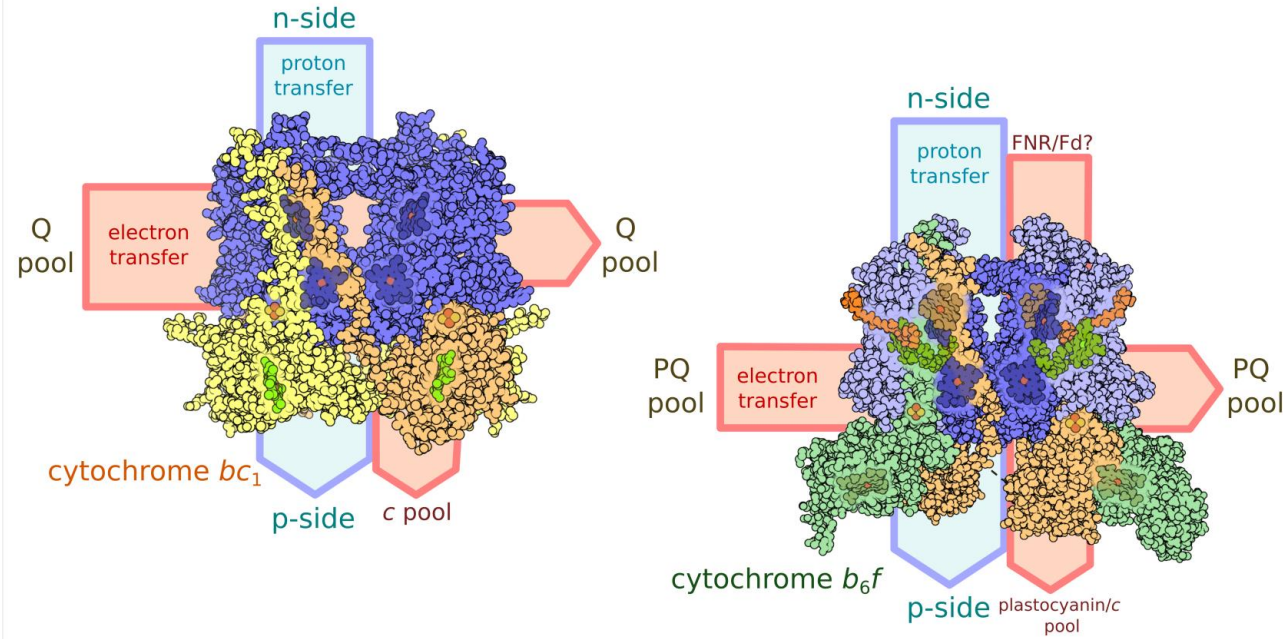 n-side
proton
transfer
Q
pool
electron
transfer
Q
pool
cytochrome bc₁
p-side
c pool
n-side
FNR/Fd?
proton
transfer
PQ
pool
electron
transfer
PQ
pool
cytochrome b₆f
p-side
plastocyanin/c
pool